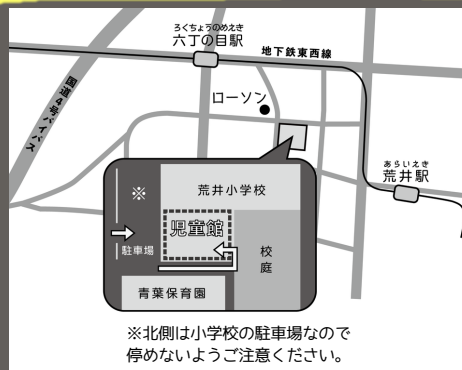 ろくちょうのめえき
六丁の目駅
地下鉄東西線
国道4号バイパス
ローソン
あらいえき
荒井駅
※
荒井小学校
児童館
駐車場
校庭
青葉保育園
※北側は小学校の駐車場なので
停めないようご注意ください。